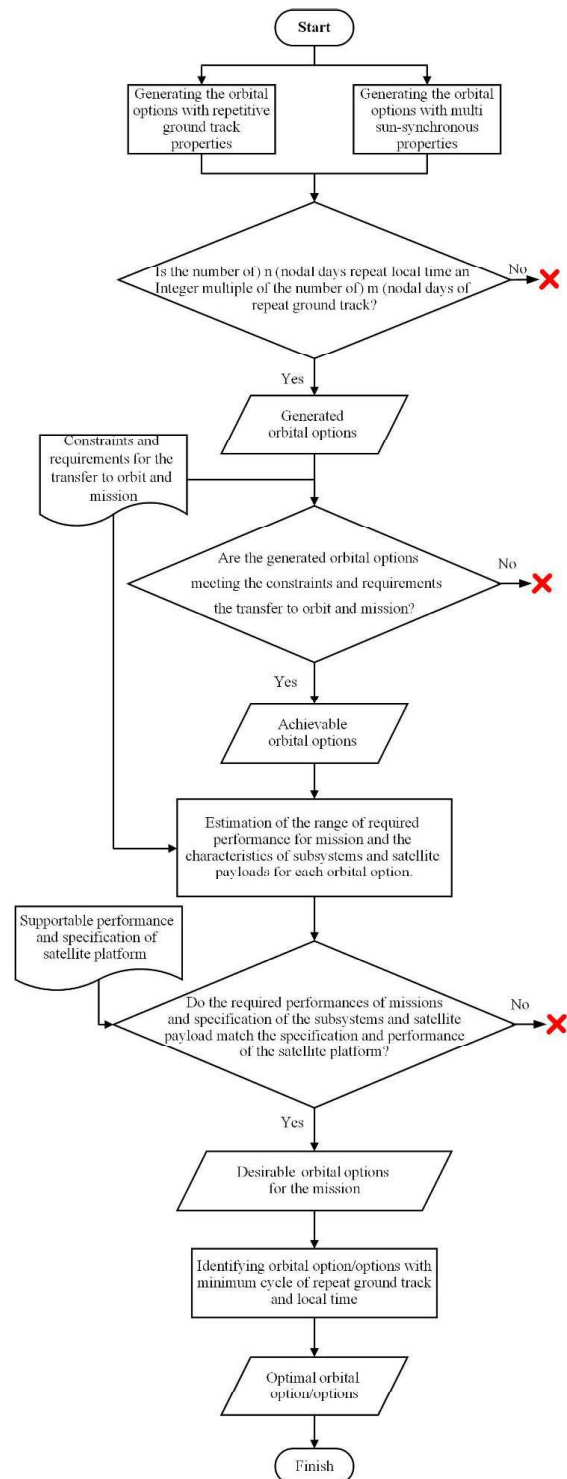 Start
Generating the orbital
options with repetitive
ground track
properties
Generating the orbital
options with multi
sun-synchronous
properties
Is the number of) n (nodal days repeat local time an
Integer multiple of the number of) m (nodal days of
repeat ground track?
No
Yes
Generated
orbital options
Constraints and
requirements for the
transfer to orbit and
mission
Are the generated orbital options
meeting the constraints and requirements
the transfer to orbit and mission?
No
Yes
Achievable
orbital options
Estimation of the range of required
performance for mission and the
characteristics of subsystems and satellite
payloads for each orbital option.
Supportable performance
and specification of
satellite platform
Do the required performances of missions
and specification of the subsystems and satellite
payload match the specification and performance
of the satellite platform?
No
Yes
Desirable orbital options
for the mission
Identifying orbital option/options with
minimum cycle of repeat ground track
and local time
Optimal orbital
option/options
Finish